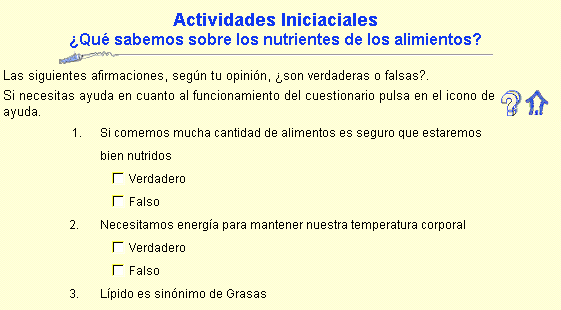 Actividades Iniciaciales
¿Qué sabemos sobre los nutrientes de los alimientos?
Las siguientes afirmaciones, según tu opinión, ¿son verdaderas o falsas?.
Si necesitas ayuda en cuanto al funcionamiento del cuestionario pulsa en el icono de
ayuda.
1. Si comemos mucha cantidad de alimentos es seguro que estaremos
bien nutridos
Verdadero
Falso
2. Necesitamos energía para mantener nuestra temperatura corporal
Verdadero
Falso
3. Lípido es sinónimo de Grasas